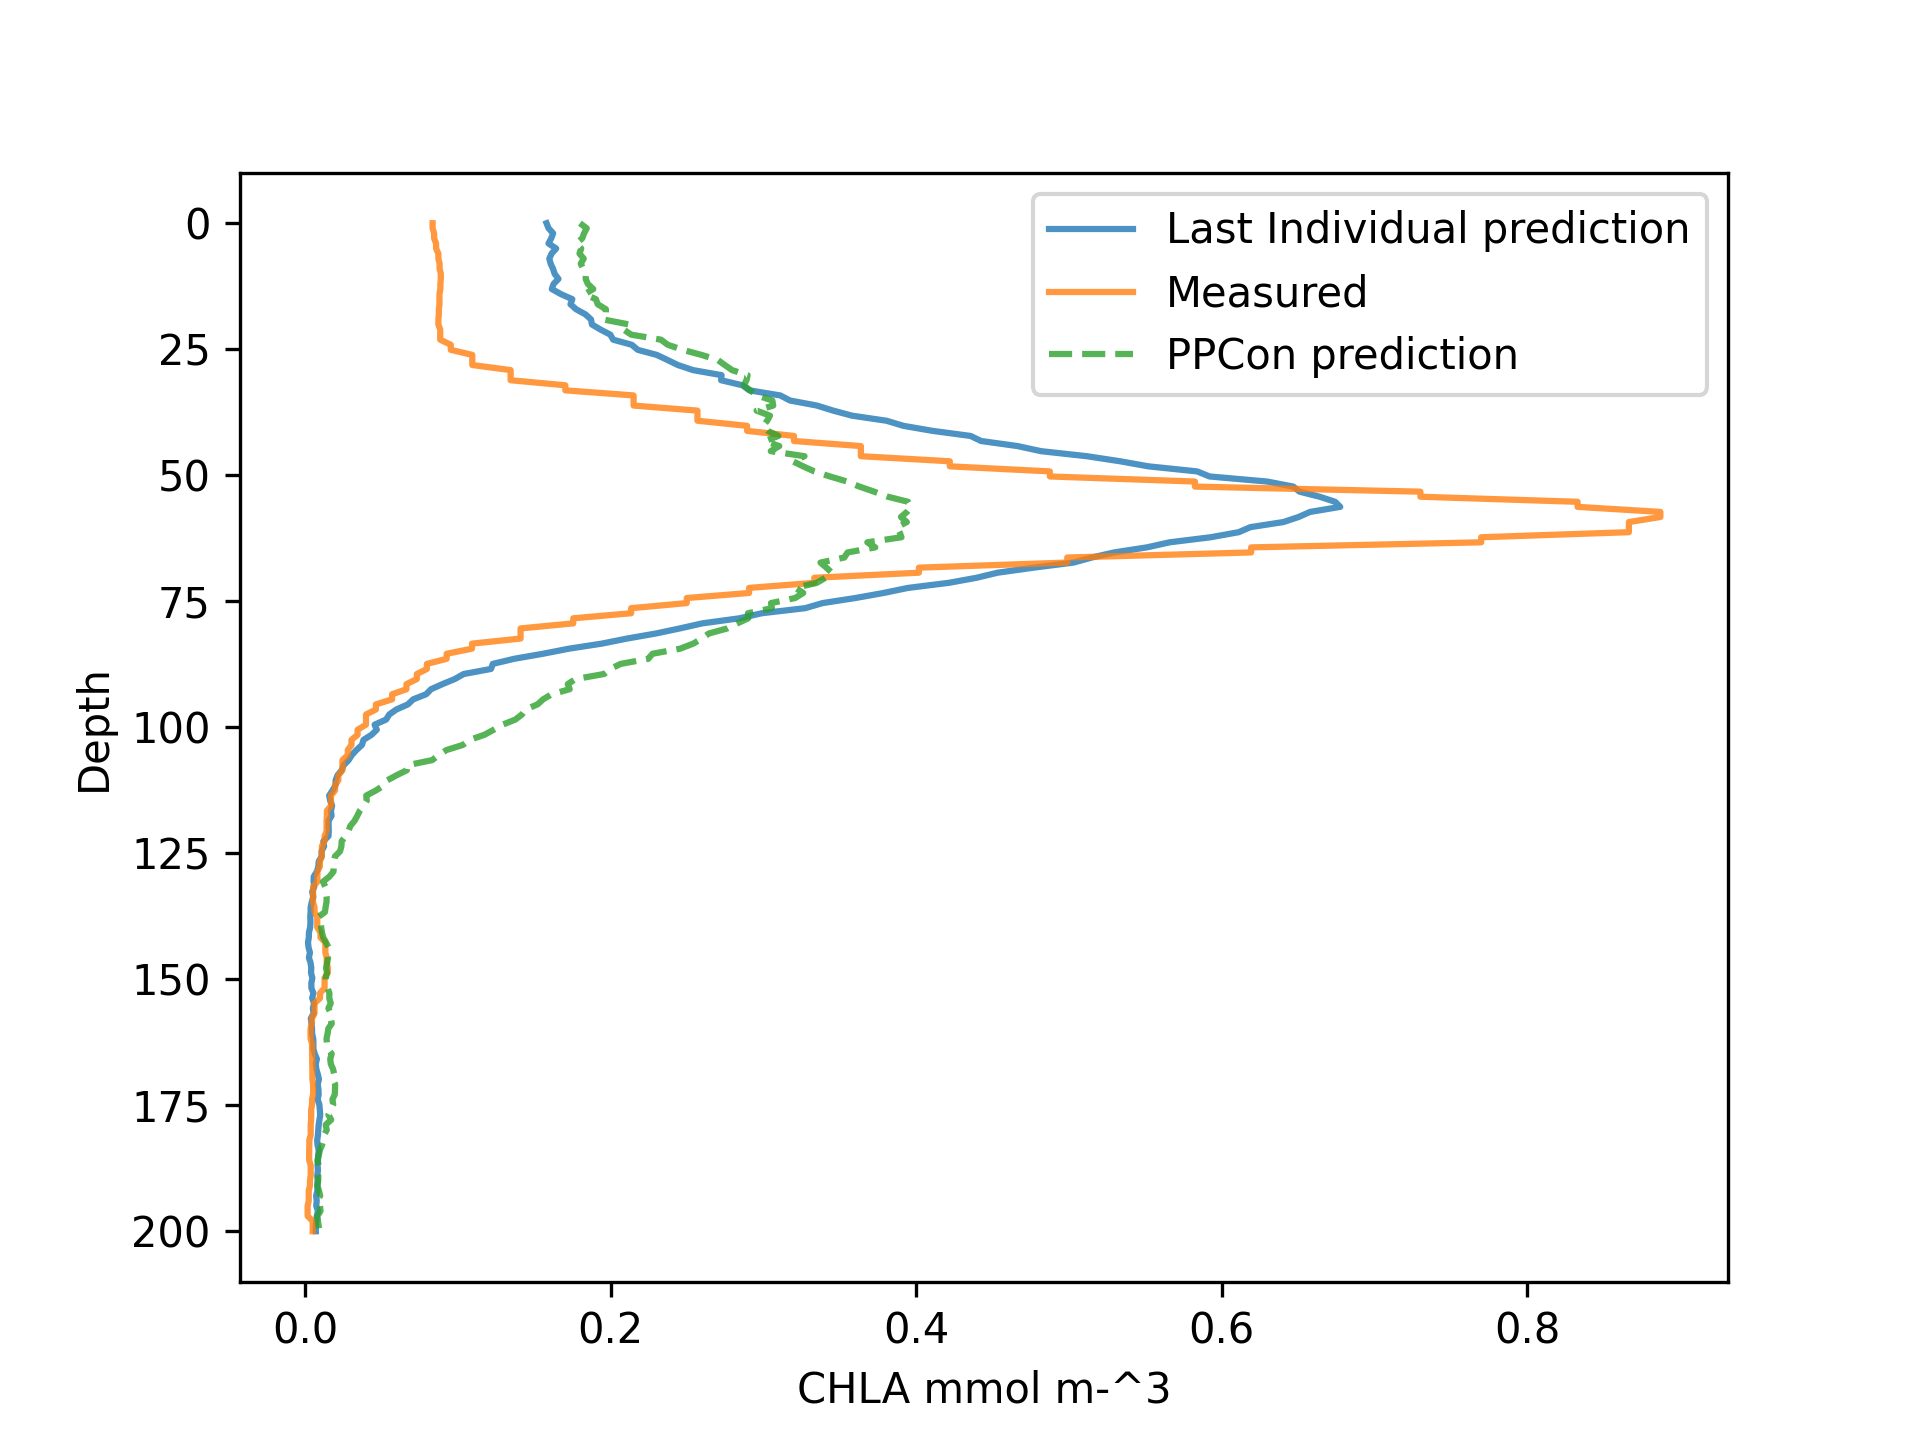 Last Individual prediction
Measured
PPCon prediction
0
25
50
75
100
125
150
175
200
Depth
0.0 0.2 0.4 0.6 0.8
CHLA mmol m-^3